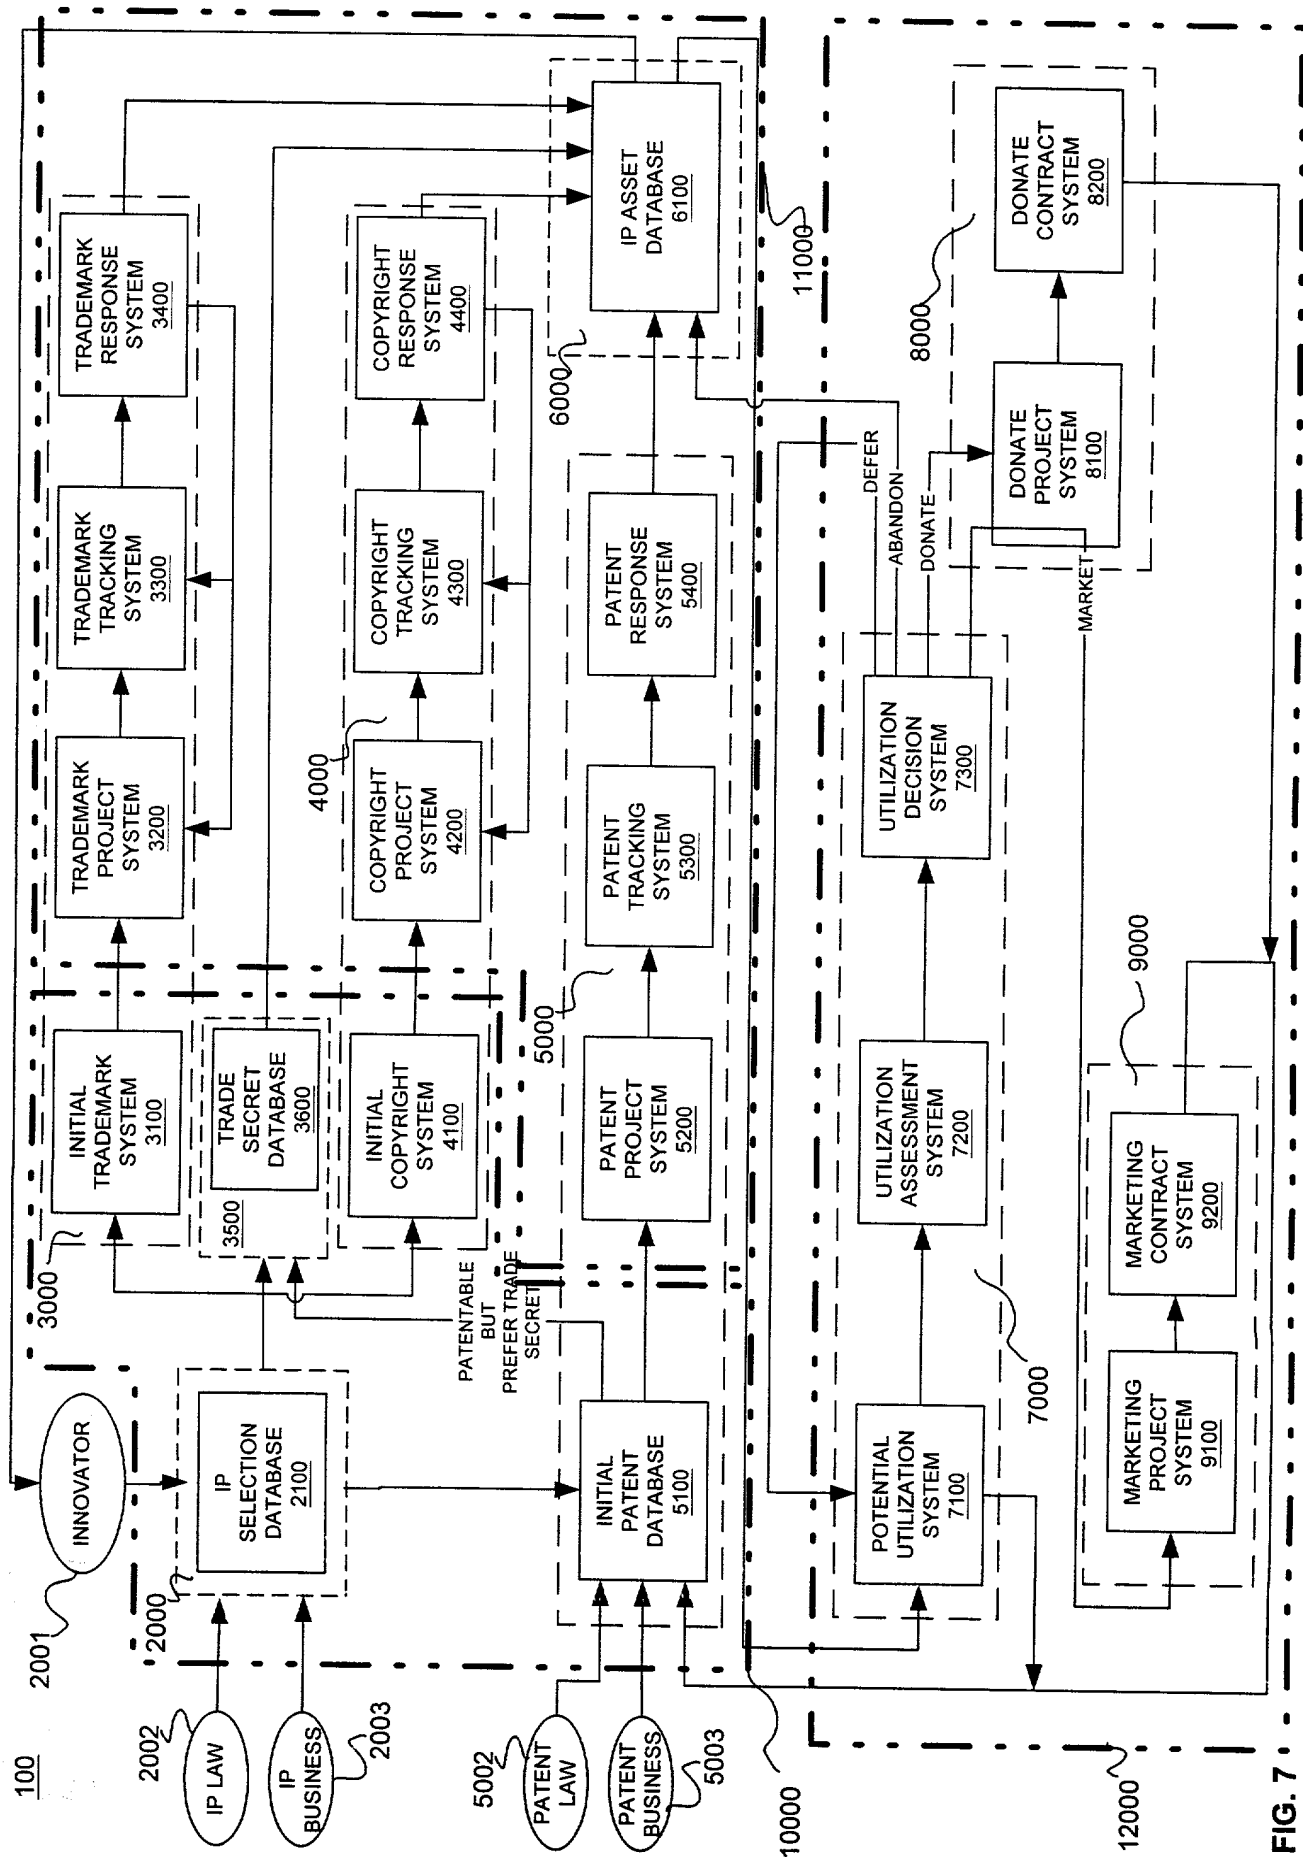 100
2001
INNOVATOR
2002
IP LAW
2003
IP
BUSINESS
2000
IP
SELECTION
DATABASE
2100
3000
INITIAL
TRADEMARK
SYSTEM
3100
TRADEMARK
PROJECT
SYSTEM
3200
TRADEMARK
TRACKING
SYSTEM
3300
TRADEMARK
RESPONSE
SYSTEM
3400
3500
TRADE
SECRET
DATABASE
3600
4000
INITIAL
COPYRIGHT
SYSTEM
4100
COPYRIGHT
PROJECT
SYSTEM
4200
COPYRIGHT
TRACKING
SYSTEM
4300
COPYRIGHT
RESPONSE
SYSTEM
4400
PATENTABLE
BUT
PREFER TRADE
SECRET
5002
PATENT
LAW
PATENT
BUSINESS
5003
5000
INITIAL
PATENT
DATABASE
5100
PATENT
PROJECT
SYSTEM
5200
PATENT
TRACKING
SYSTEM
5300
PATENT
RESPONSE
SYSTEM
5400
6000
IP ASSET
DATABASE
6100
10000
11000
12000
7000
POTENTIAL
UTILIZATION
SYSTEM
7100
UTILIZATION
ASSESSMENT
SYSTEM
7200
UTILIZATION
DECISION
SYSTEM
7300
DEFER
ABANDON
DONATE
MARKET
8000
DONATE
PROJECT
SYSTEM
8100
DONATE
CONTRACT
SYSTEM
8200
9000
MARKETING
PROJECT
SYSTEM
9100
MARKETING
CONTRACT
SYSTEM
9200
FIG. 7